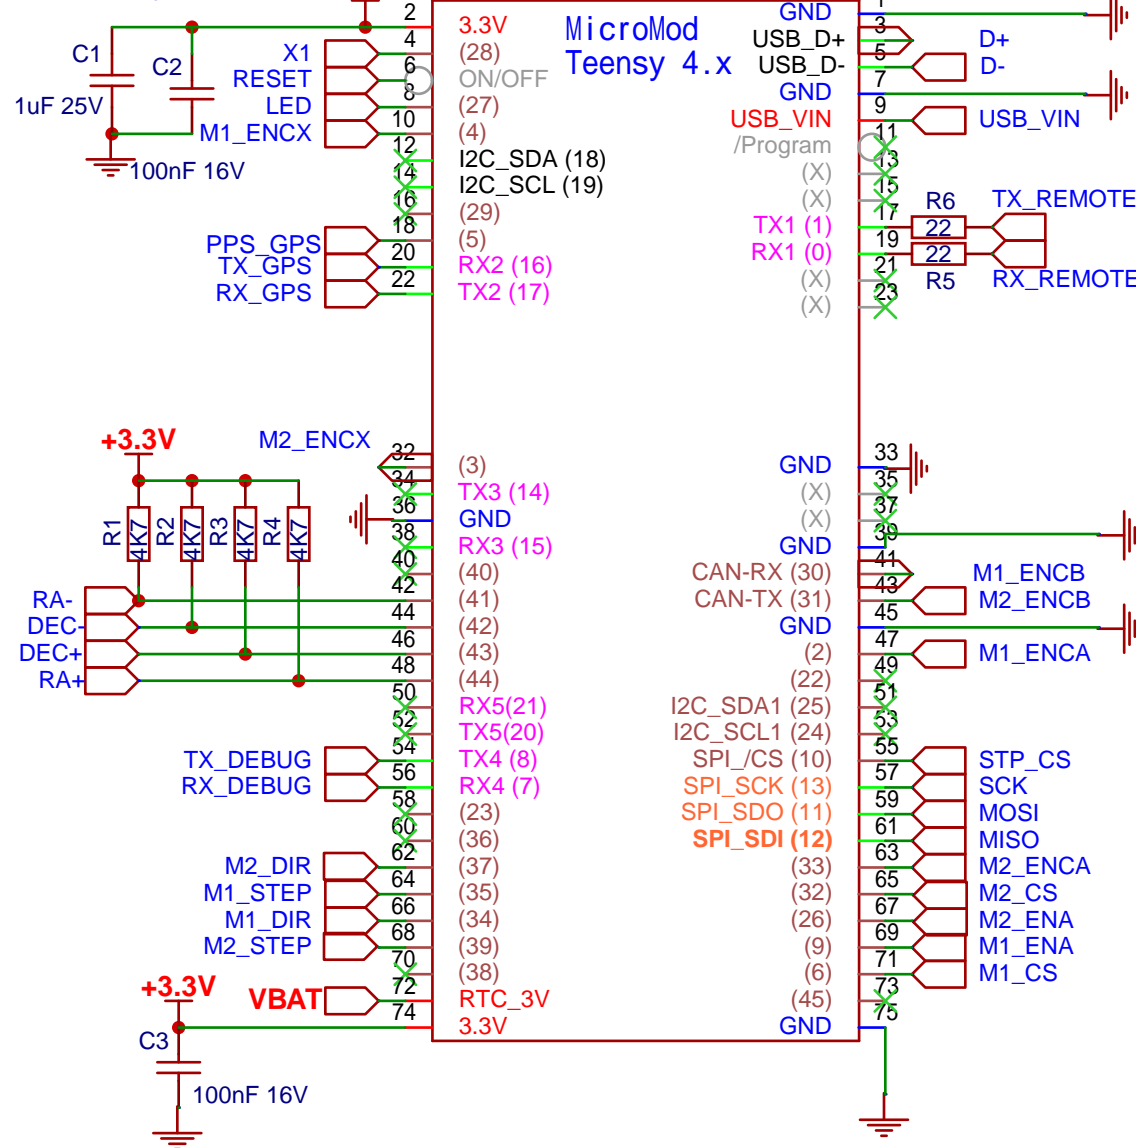 MicroMod
Teensy 4.x
C1
1uF 25V
C2
100nF 16V
X1
RESET
LED
M1_ENCX
PPS_GPS
TX_GPS
RX_GPS
2 3.3V
4 (28)
6 ON/OFF
8 (27)
10 (4)
12 I2C_SDA (18)
14 I2C_SCL (19)
16 (29)
18 (5)
20 RX2 (16)
22 TX2 (17)
GND 1
USB_D+ 3 D+
USB_D- 5 D-
GND 7
USB_VIN 9 USB_VIN
/Program 11
(X) 13
(X) 15
TX1 (1) 17 R6 22 TX_REMOTE
RX1 (0) 19 22 R5 RX_REMOTE
(X) 21
(X) 23
+3.3V
R1 4K7
R2 4K7
R3 4K7
R4 4K7
M2_ENCX 32 (3)
34 TX3 (14)
36 GND
38 RX3 (15)
40 (40)
RA- 42 (41)
DEC- 44 (42)
DEC+ 46 (43)
RA+ 48 (44)
50 RX5(21)
52 TX5(20)
TX_DEBUG 54 TX4 (8)
RX_DEBUG 56 RX4 (7)
58 (23)
60 (36)
M2_DIR 62 (37)
M1_STEP 64 (35)
M1_DIR 66 (34)
M2_STEP 68 (39)
70 (38)
VBAT 72 RTC_3V
74 3.3V
+3.3V
C3
100nF 16V
GND 33
(X) 35
(X) 37
GND 39
CAN-RX (30) 41 M1_ENCB
CAN-TX (31) 43 M2_ENCB
GND 45
(2) 47 M1_ENCA
(22) 49
I2C_SDA1 (25) 51
I2C_SCL1 (24) 53
SPI_/CS (10) 55 STP_CS
SPI_SCK (13) 57 SCK
SPI_SDO (11) 59 MOSI
SPI_SDI (12) 61 MISO
(33) 63 M2_ENCA
(32) 65 M2_CS
(26) 67 M2_ENA
(9) 69 M1_ENA
(6) 71 M1_CS
(45) 73
GND 75